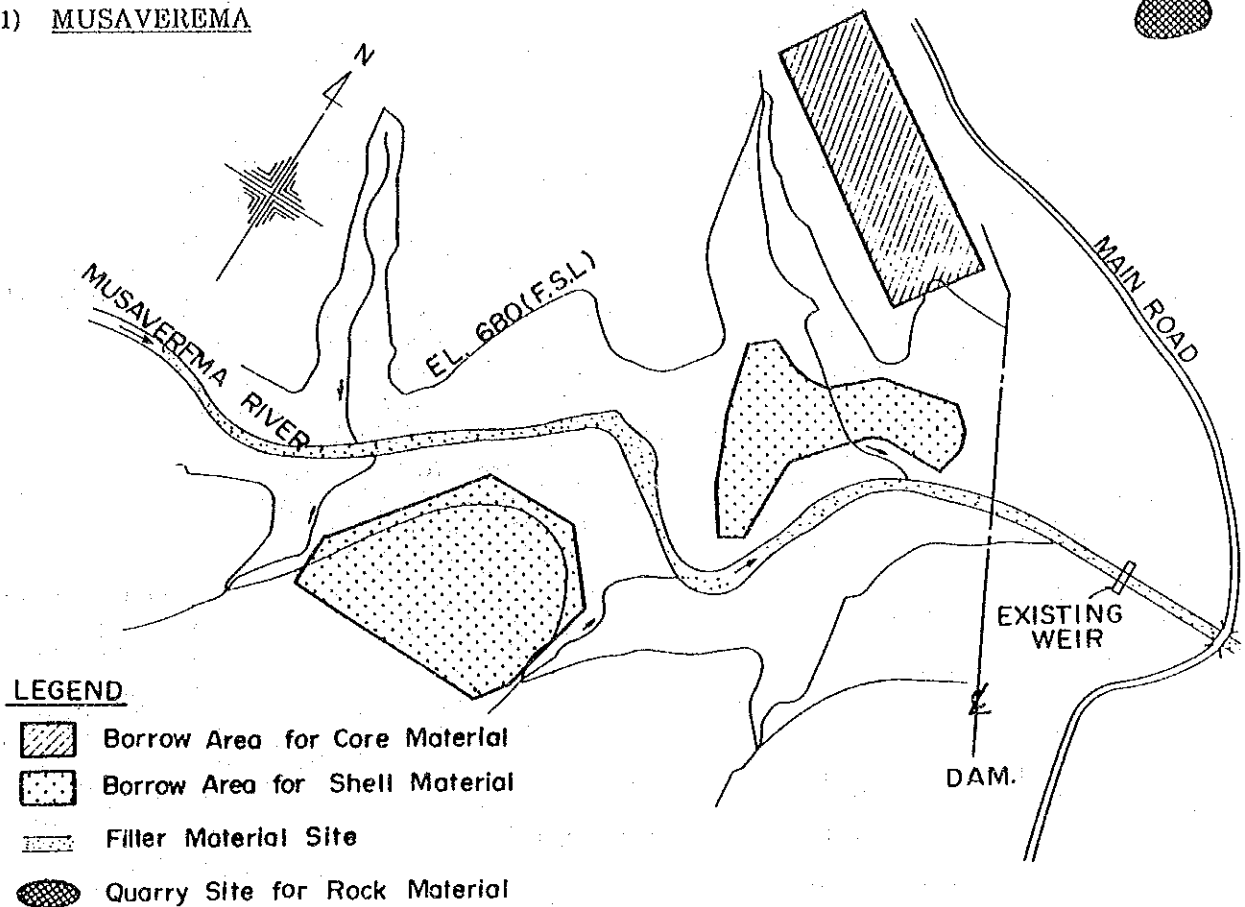 1) MUSAVEREMA
N
MUSAVEREMA RIVER
EL. 680(F.S.L)
MAIN ROAD
EXISTING
WEIR
DAM.
LEGEND
Borrow Area for Core Material
Borrow Area for Shell Material
Filler Material Site
Quarry Site for Rock Material